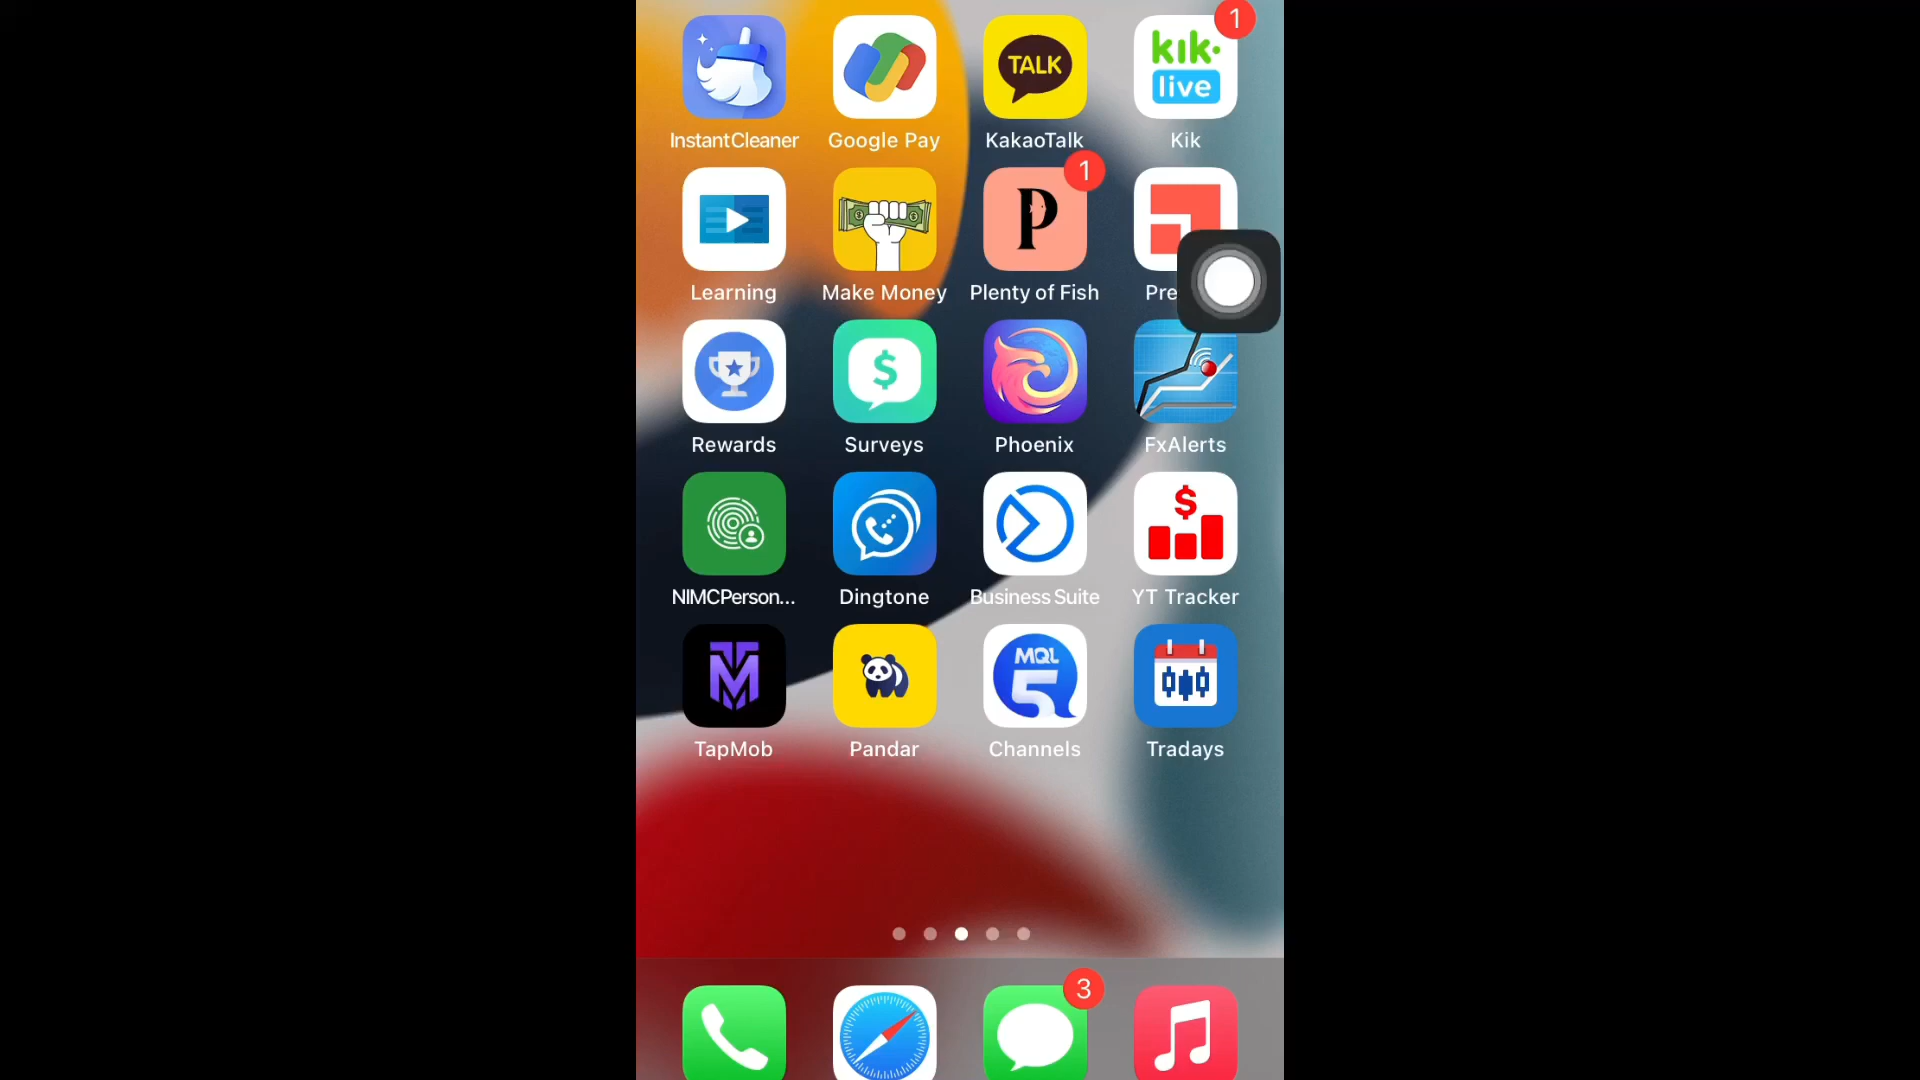 1
kik.
live
TALK
InstantCleaner Google Pay KakaoTalk Kik
1
P
Learning Make Money Plenty of Fish Pre
$
Rewards Surveys Phoenix FxAlerts
$
NIMCPerson... Dingtone Business Suite YT Tracker
MQL
5
TapMob Pandar Channels Tradays
3